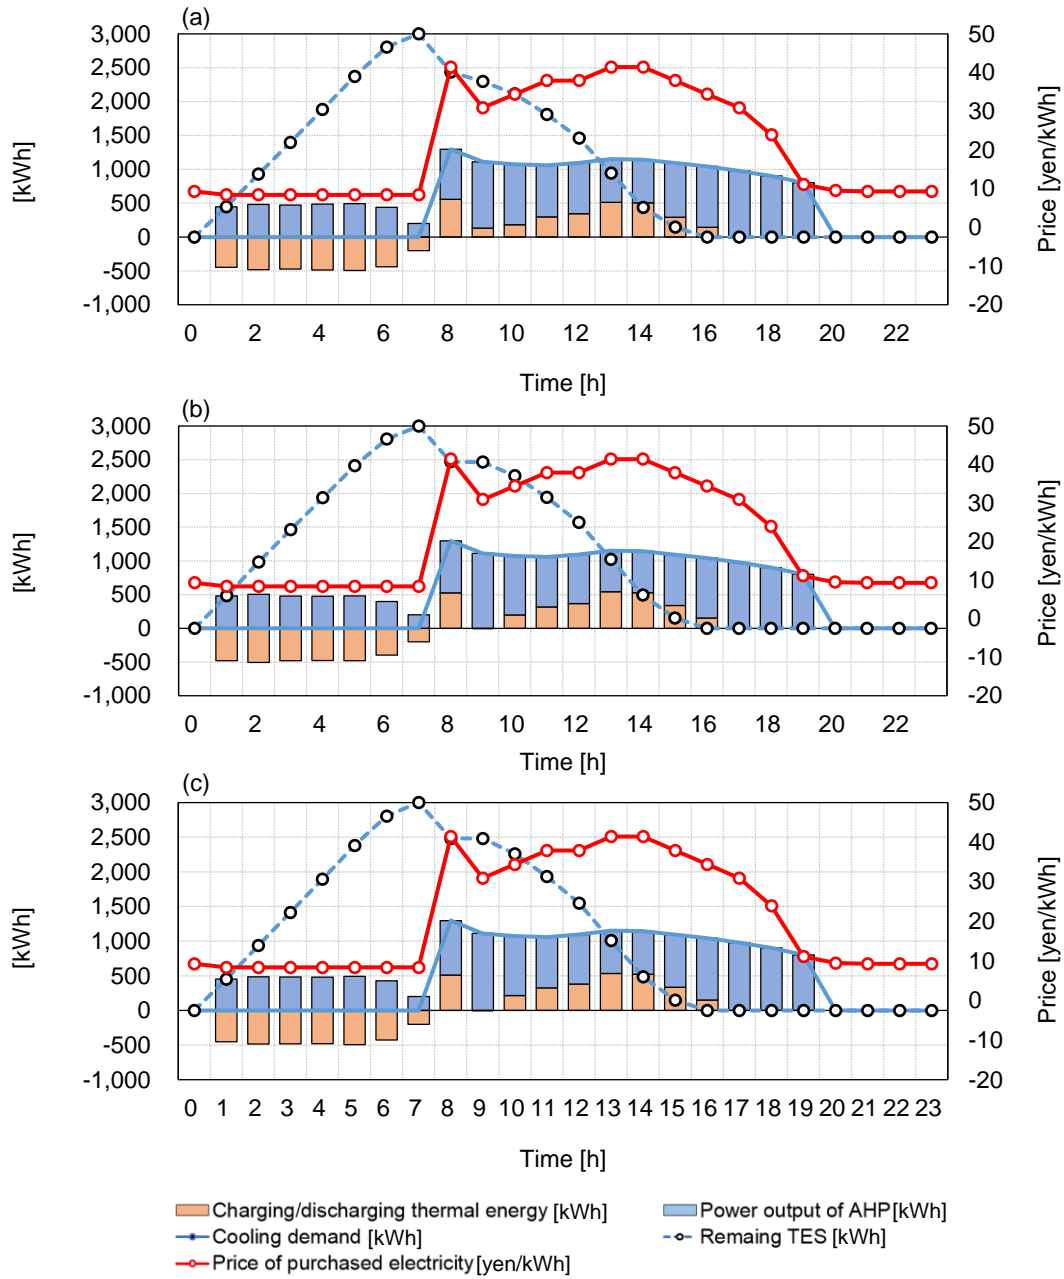 (a)
3,000
2,500
2,000
1,500
1,000
500
0
-500
-1,000
[kWh]
50
40
30
20
10
0
-10
-20
Price [yen/kWh]
0 2 4 6 8 10 12 14 16 18 20 22
Time [h]
(b)
3,000
2,500
2,000
1,500
1,000
500
0
-500
-1,000
[kWh]
50
40
30
20
10
0
-10
-20
Price [yen/kWh]
0 2 4 6 8 10 12 14 16 18 20 22
Time [h]
(c)
3,000
2,500
2,000
1,500
1,000
500
0
-500
-1,000
[kWh]
50
40
30
20
10
0
-10
-20
Price [yen/kWh]
0 1 2 3 4 5 6 7 8 9 10 11 12 13 14 15 16 17 18 19 20 21 22 23
Time [h]
Charging/discharging thermal energy [kWh] Power output of AHP[kWh]
Cooling demand [kWh] Remaing TES [kWh]
Price of purchased electricity[yen/kWh]